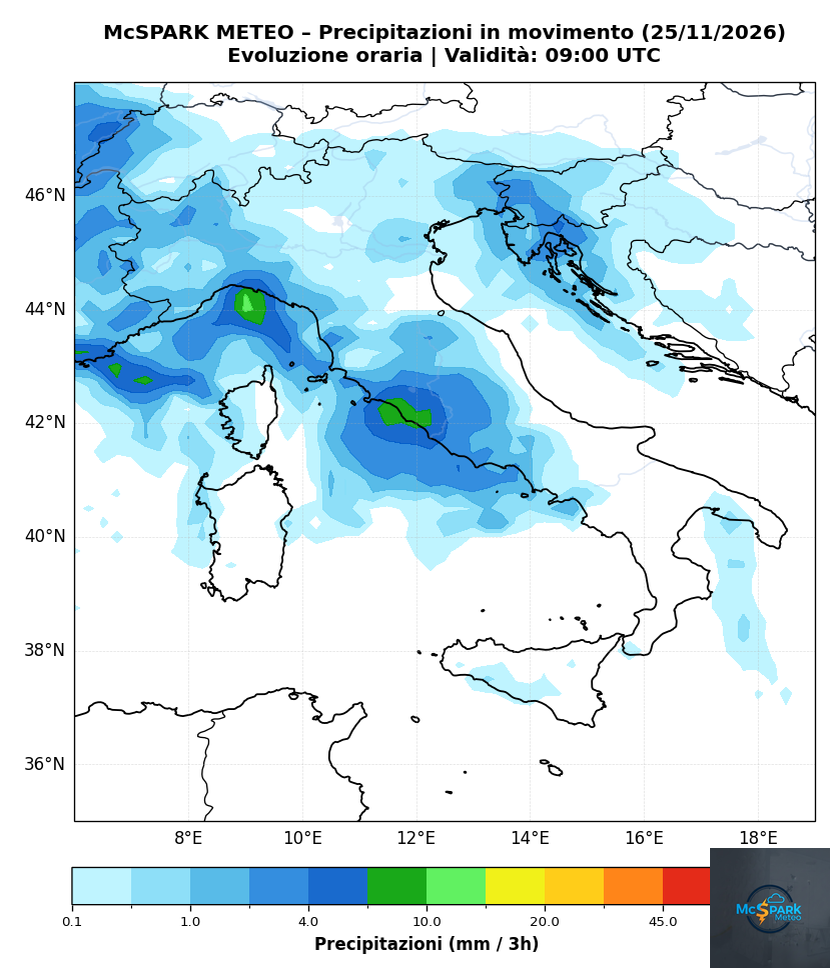 McSPARK METEO – Precipitazioni in movimento (25/11/2026)
Evoluzione oraria | Validità: 09:00 UTC
46°N
44°N
42°N
40°N
38°N
36°N
8°E 10°E 12°E 14°E 16°E 18°E
0.1 1.0 4.0 10.0 20.0 45.0
Precipitazioni (mm / 3h)
McSPARK
Meteo